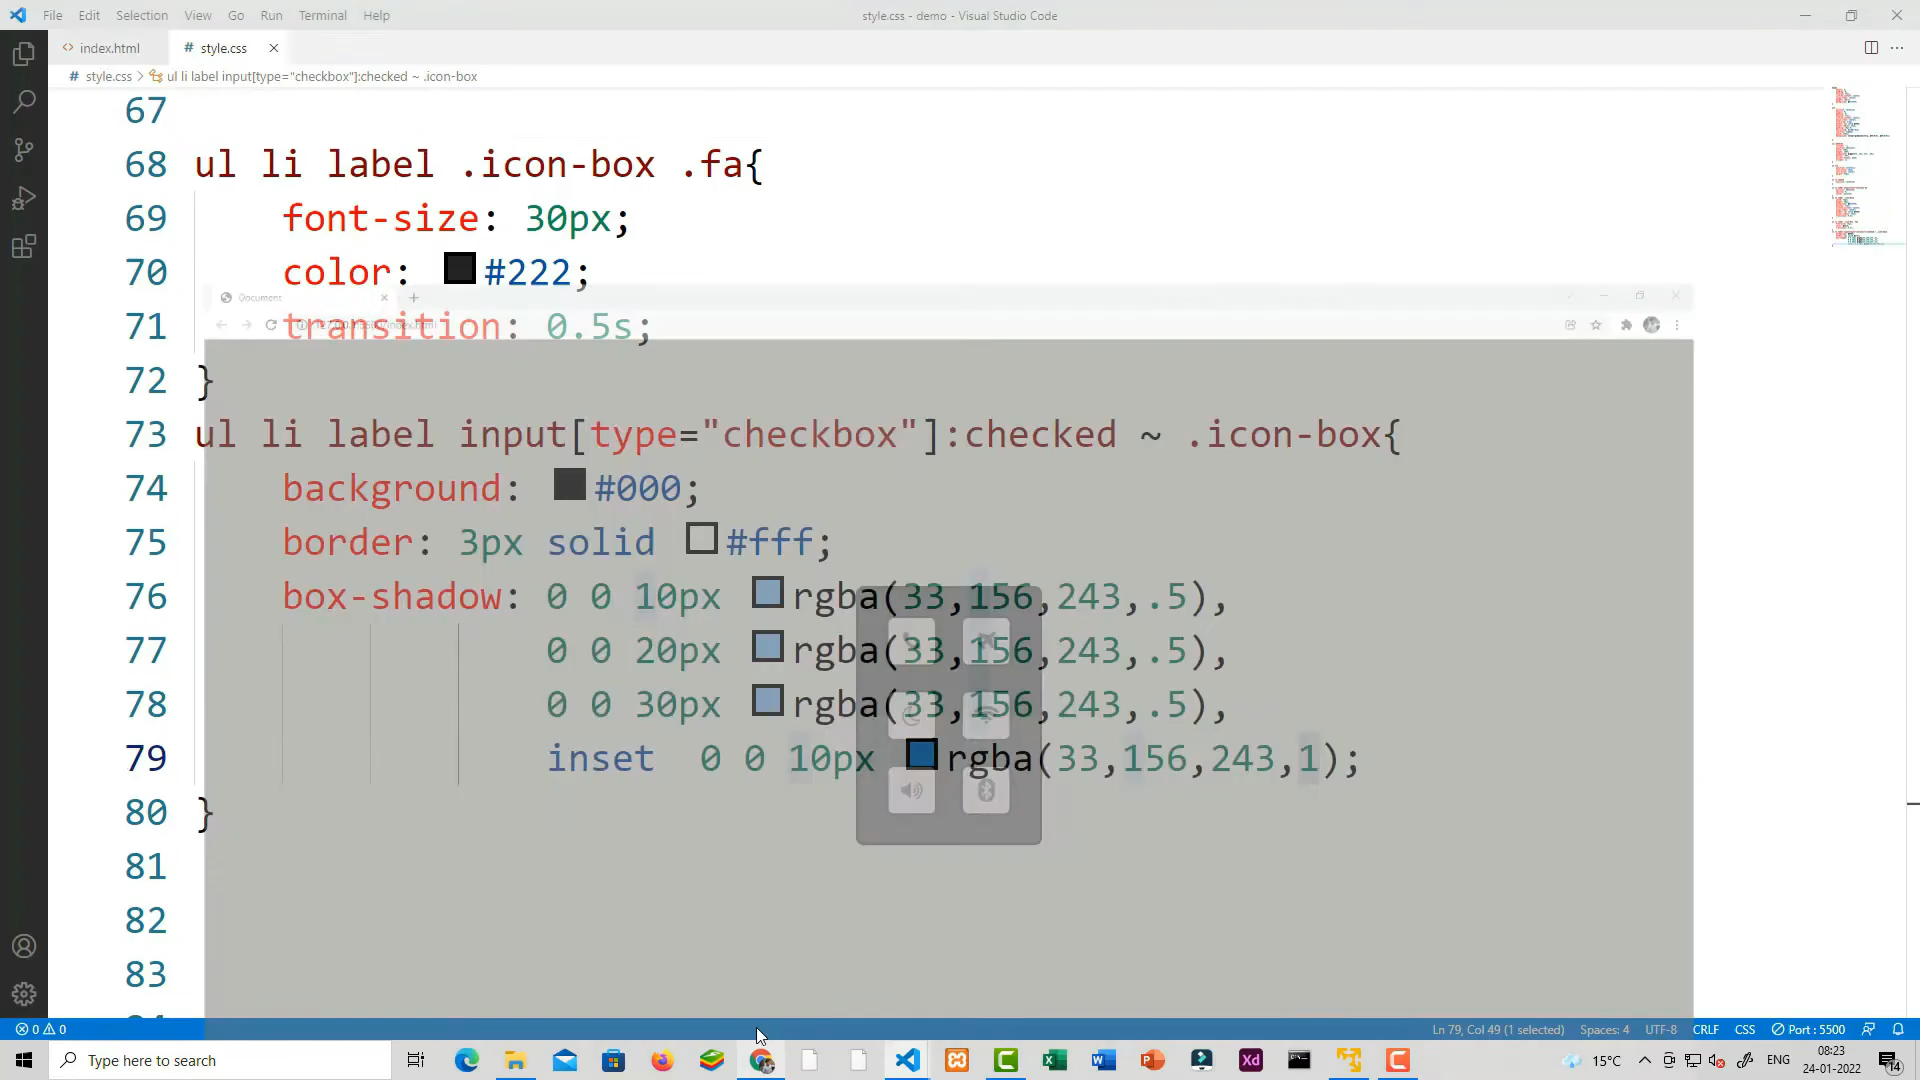 File Edit Selection View Go Run Terminal Help
style.css - demo - Visual Studio Code
<> index.html
# style.css
# style.css > ul li label input[type="checkbox"]:checked ~ .icon-box
67
68 ul li label .icon-box .fa{
69 font-size: 30px;
70 color: #222;
Document
71 transition: 0.5s;
72 }
73 ul li label input[type="checkbox"]:checked ~ .icon-box{
74 background: #000;
75 border: 3px solid #fff;
76 box-shadow: 0 0 10px rgba(33,156,243,.5),
77 0 0 20px rgba(33,156,243,.5),
78 0 0 30px rgba(33,156,243,.5),
79 inset  0 0 10px rgba(33,156,243,1);
80 }
81
82
83
0 0
Ln 79, Col 49 (1 selected) Spaces: 4 UTF-8 CRLF CSS Port : 5500
Type here to search
Xd
15°C
ENG
08:23
24-01-2022
14